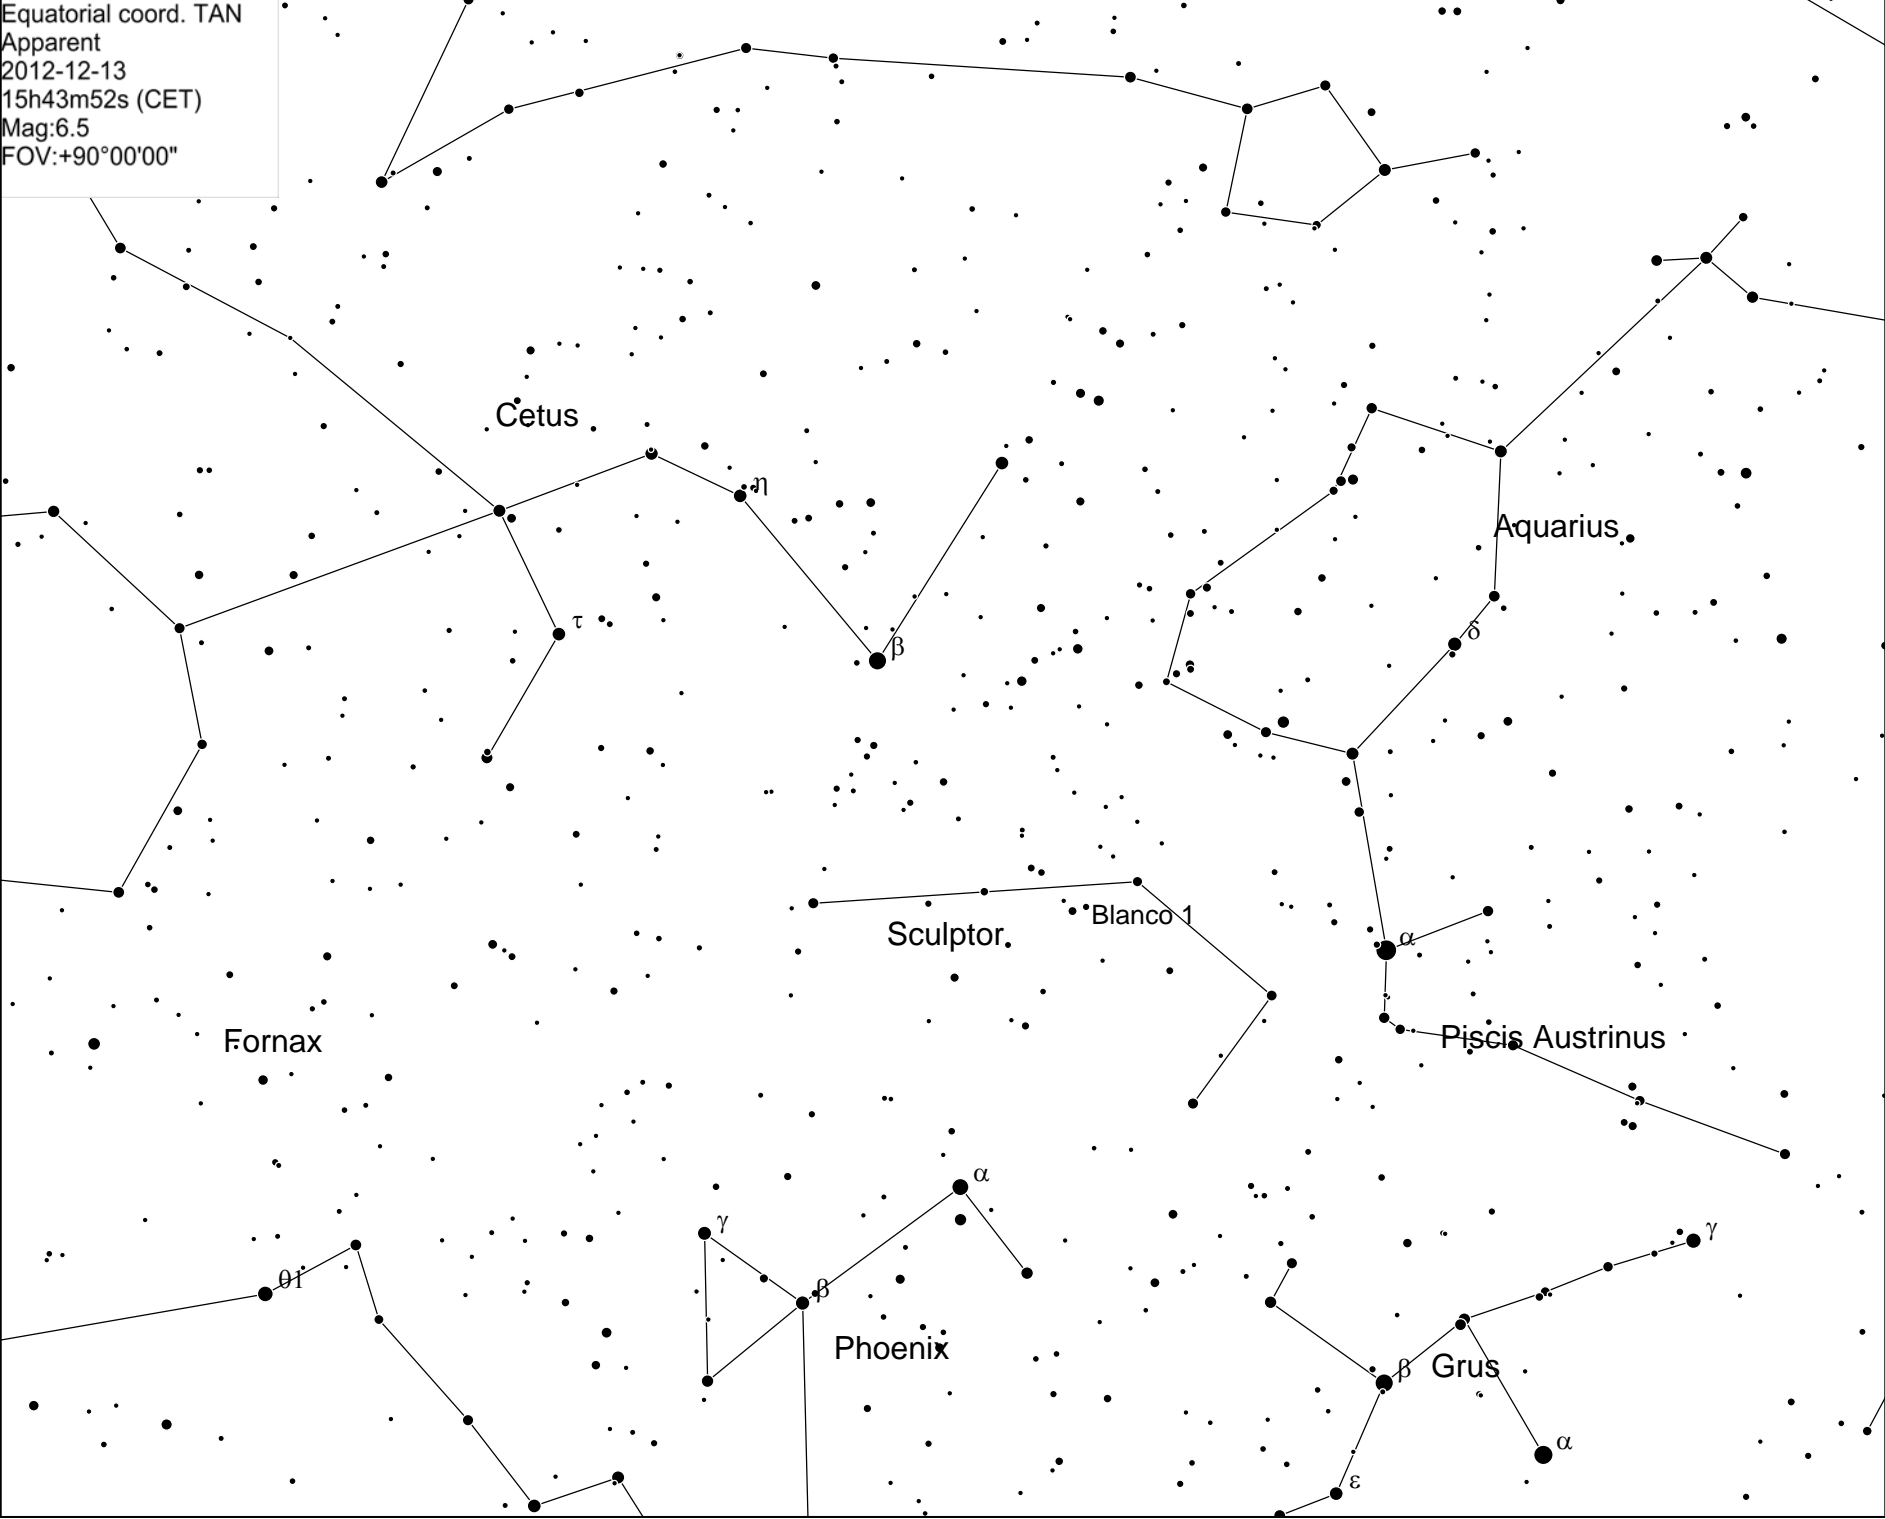 Equatorial coord. TAN
Apparent
2012-12-13
15h43m52s (CET)
Mag:6.5
FOV:+90°00'00"
Cetus
η
Aquarius
τ
δ
β
Blanco 1
Sculptor
α
Fornax
Piscis Austrinus
α
γ
γ
θ1
β
Phoenix
β
Grus
α
ε